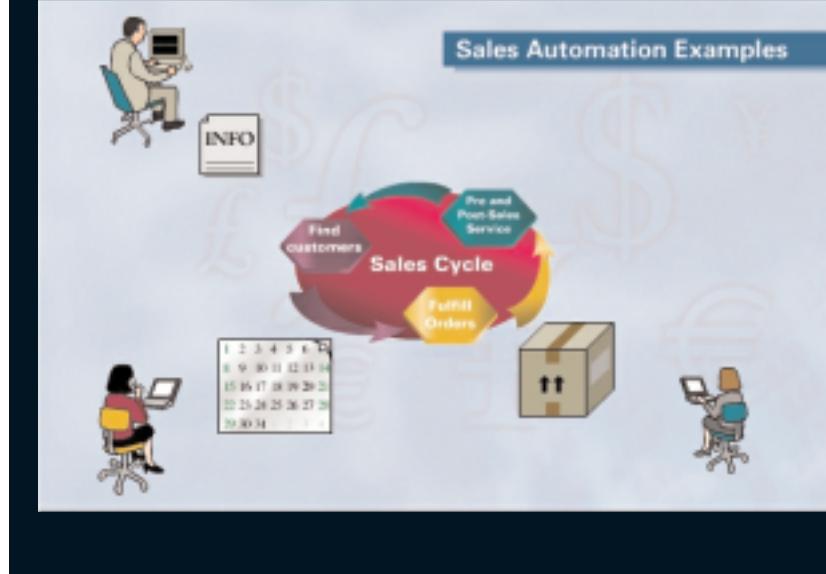 Sales Automation Examples
INFO
Pre and
Post-Sales
Service
Find
customers
Sales Cycle
Fulfill
Orders
1 2 3 4 5 6
8 9 10 11 12 13 14
15 16 17 18 19 20 21
22 23 24 25 26 27 28
29 30 31